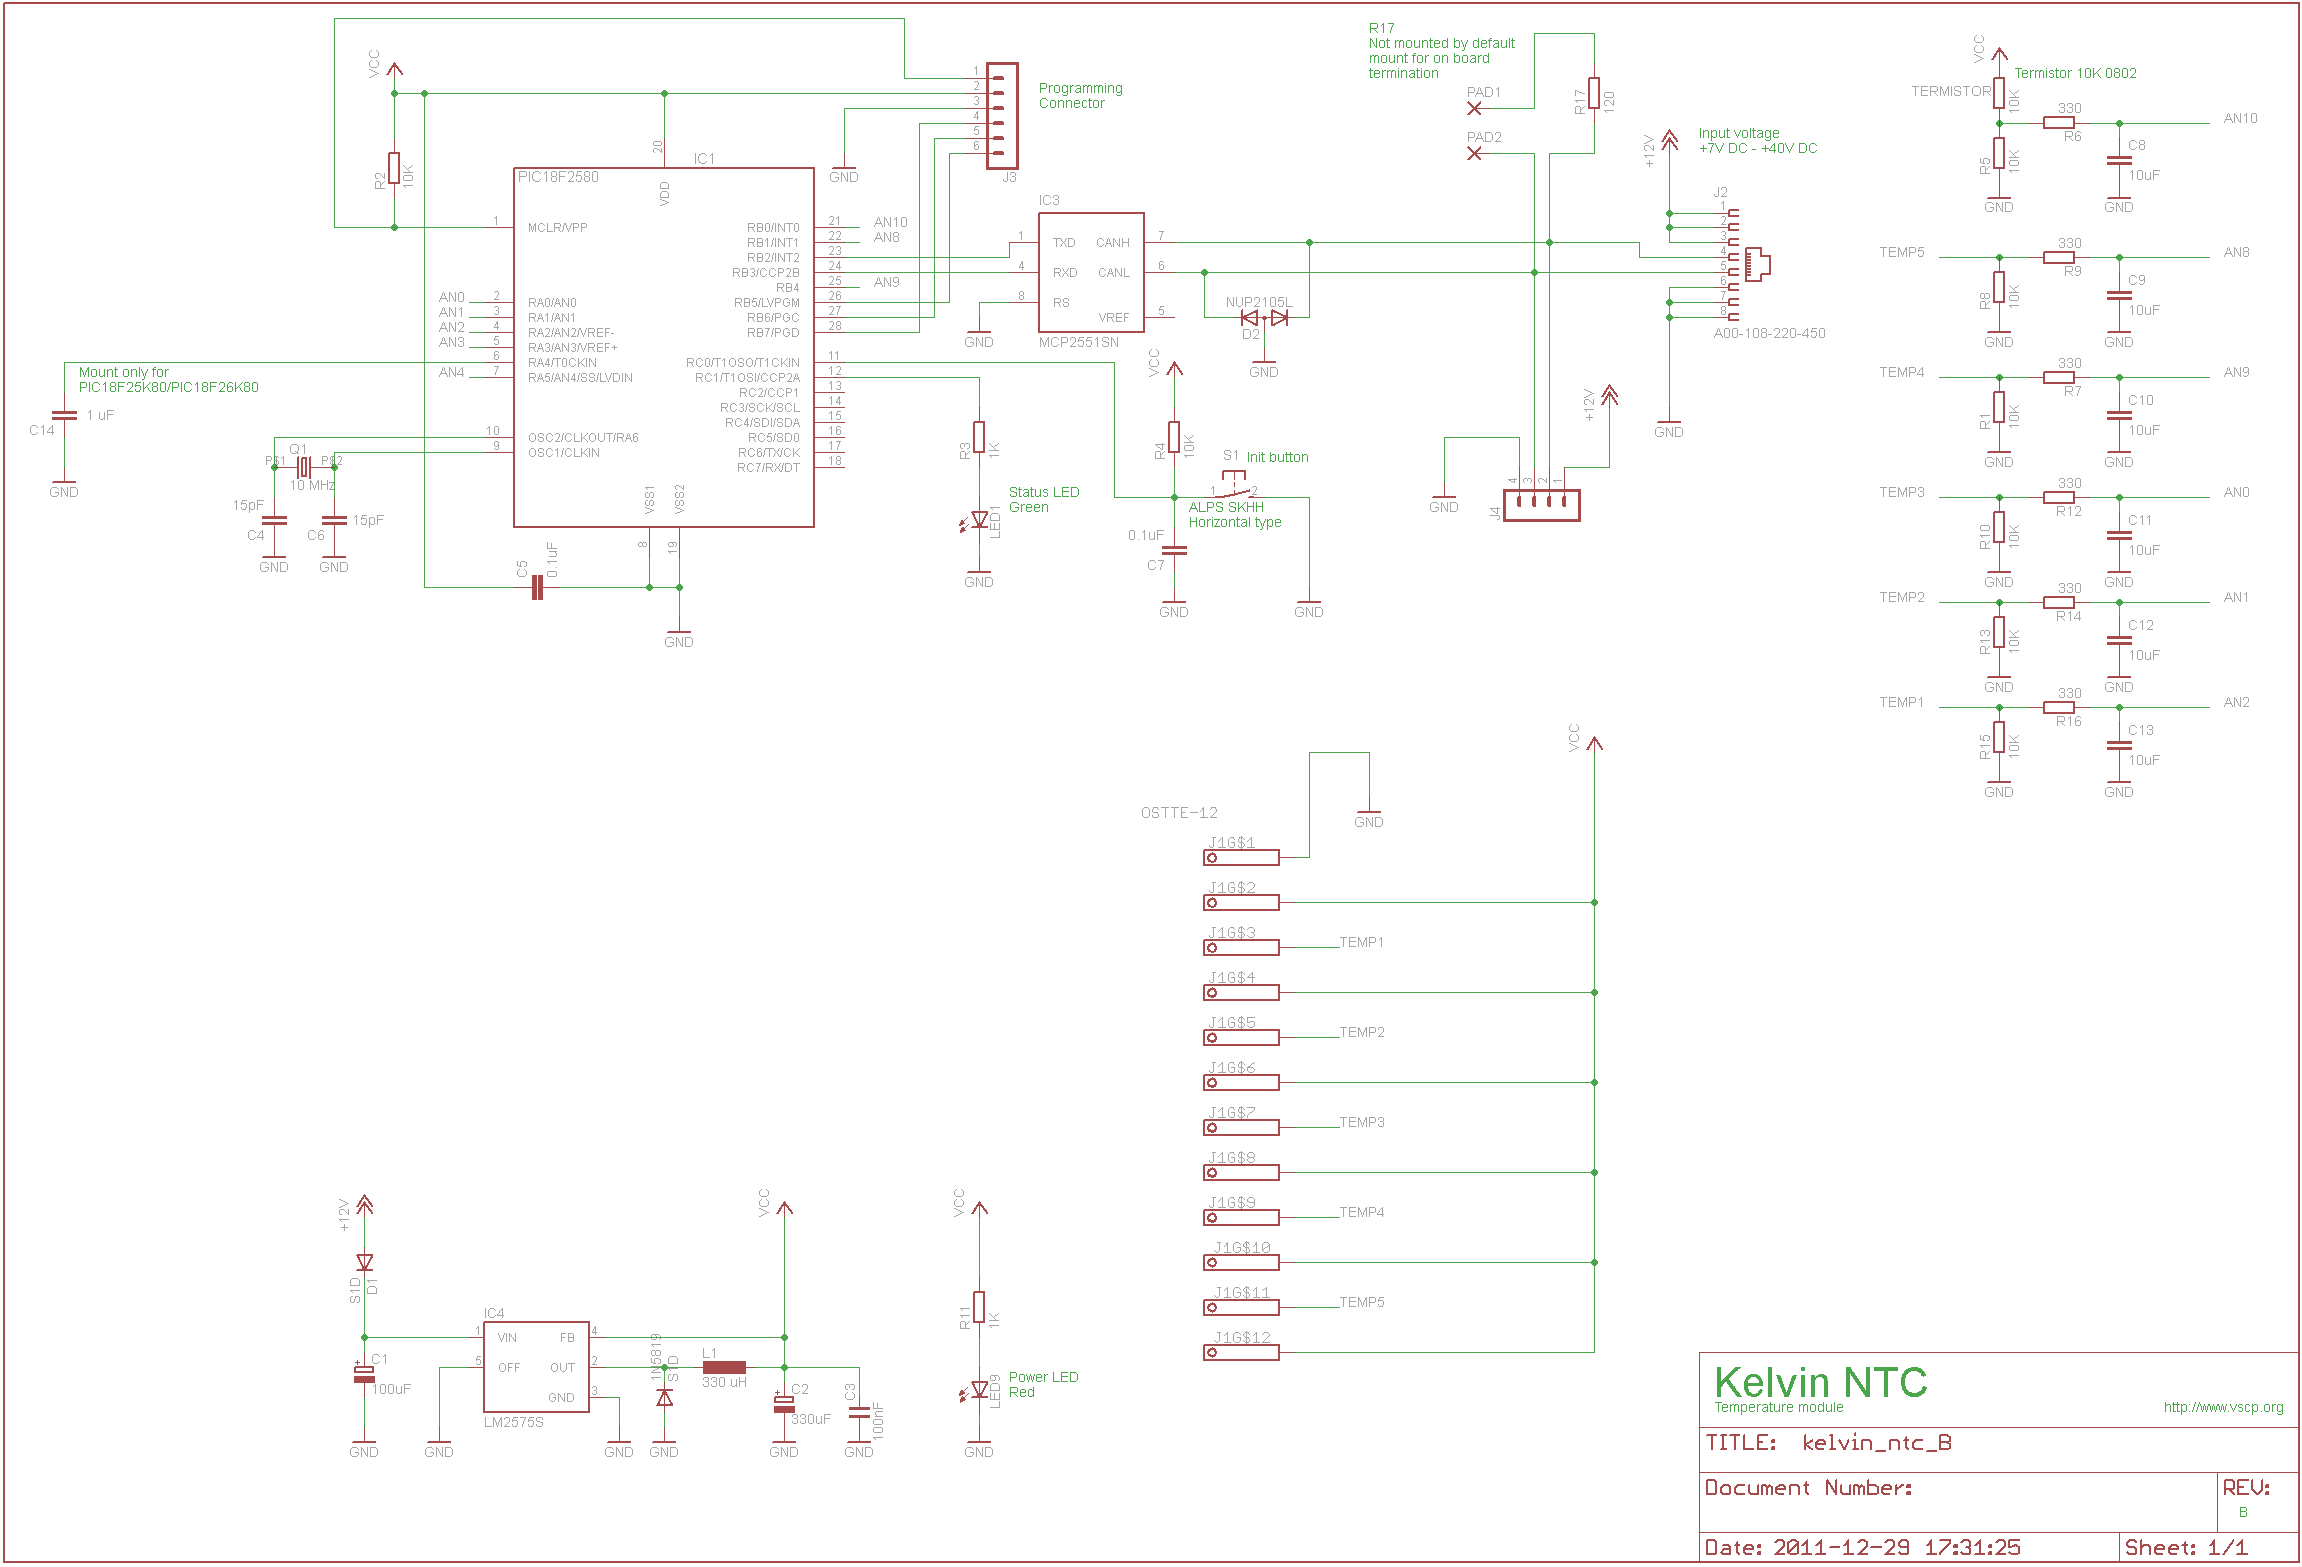 VCC
R2
10K
20
VDD
IC1
PIC18F2580
1
MCLR/VPP
AN0
2
RA0/AN0
AN1
3
RA1/AN1
AN2
4
RA2/AN2/VREF-
AN3
5
RA3/AN3/VREF+
6
RA4/T0CKIN
AN4
7
RA5/AN4/SS/LVDIN
10
OSC2/CLKOUT/RA6
9
OSC1/CLKIN
RB0/INT0
21
AN10
RB1/INT1
22
AN8
RB2/INT2
23
RB3/CCP2B
24
RB4
25
AN9
RB5/LVPGM
26
RB6/PGC
27
RB7/PGD
28
RC0/T1OSO/T1CKIN
11
RC1/T1OSI/CCP2A
12
RC2/CCP1
13
RC3/SCK/SCL
14
RC4/SDI/SDA
15
RC5/SD0
16
RC6/TX/CK
17
RC7/RX/DT
18
VSS1
VSS2
8
19
GND
C5
0.1uF
Mount only for
PIC18F25K80/PIC18F26K80
1 uF
C14
GND
Q1
PS1
PS2
10 MHz
15pF
C4
GND
15pF
C6
GND
1
2
3
4
5
6
J3
Programming
Connector
GND
IC3
1
TXD
CANH
7
4
RXD
CANL
6
8
RS
VREF
5
MCP2551SN
GND
NUP2105L
D2
GND
R3
1K
Status LED
Green
LED1
GND
VCC
R4
10K
S1
Init button
1
2
ALPS SKHH
Horizontal type
0.1uF
C7
GND
GND
R17
Not mounted by default
mount for on board
termination
PAD1
PAD2
R17
120
+12V
Input voltage
+7V DC - +40V DC
J2
1
2
3
4
5
6
7
8
A00-108-220-450
GND
+12V
GND
4
3
2
1
J4
VCC
Termistor 10K 0802
TERMISTOR
10K
330
R6
AN10
R5
10K
C8
10uF
GND
GND
TEMP5
330
R9
AN8
R8
10K
C9
10uF
GND
GND
TEMP4
330
R7
AN9
R1
10K
C10
10uF
GND
GND
TEMP3
330
R12
AN0
R10
10K
C11
10uF
GND
GND
TEMP2
330
R14
AN1
R13
10K
C12
10uF
GND
GND
TEMP1
330
R16
AN2
R15
10K
C13
10uF
GND
GND
VCC
OSTTE-12
GND
J1G$1
J1G$2
J1G$3
TEMP1
J1G$4
J1G$5
TEMP2
J1G$6
J1G$7
TEMP3
J1G$8
J1G$9
TEMP4
J1G$10
J1G$11
TEMP5
J1G$12
+12V
S1D
D1
C1
100uF
GND
IC4
1
VIN
FB
4
5
OFF
OUT
2
GND
3
LM2575S
GND
GND
1N5819
S1D
GND
L1
330 uH
VCC
C2
330uF
GND
C3
100nF
GND
VCC
R11
1K
Power LED
Red
LED9
GND
Kelvin NTC
Temperature module
http://www.vscp.org
TITLE: kelvin_ntc_B
Document Number:
REV:
B
Date: 2011-12-29 17:31:25
Sheet: 1/1